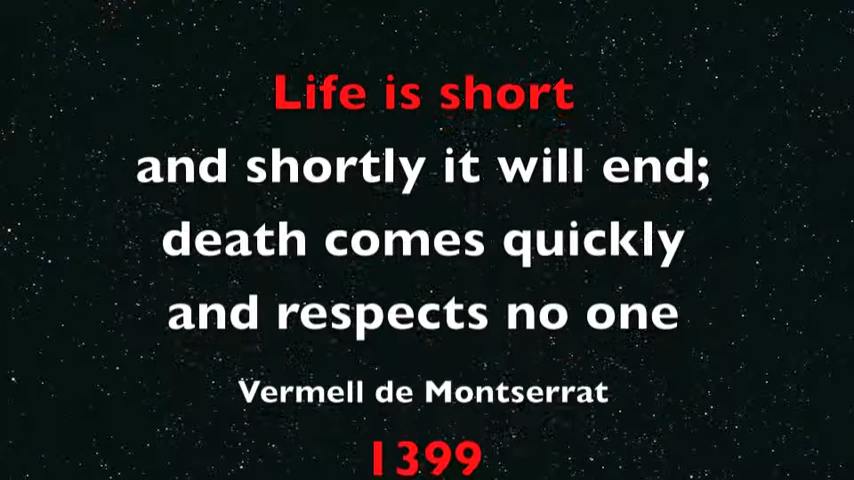 Life is short
and shortly it will end;
death comes quickly
and respects no one
Vermell de Montserrat
1399